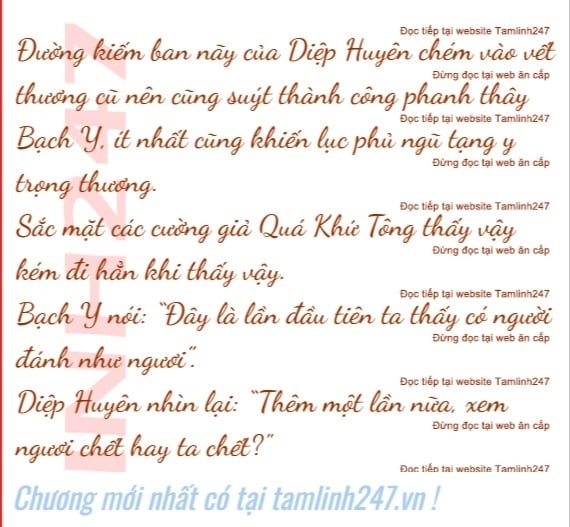 Đọc tiếp tại website Tamlinh247
Đường kiếm ban nãy của Diệp Huyên chém vào vết
Đừng đọc tại web ăn cắp
thương cũ nên cũng suýt thành công phanh thây
Đọc tiếp tại website Tamlinh247
Bạch Y, ít nhất cũng khiến lục phủ ngũ tạng y
Đừng đọc tại web ăn cắp
trọng thương.
Đọc tiếp tại website Tamlinh247
Sắc mặt các cường giả Quá Khứ Tông thấy vậy
Đừng đọc tại web ăn cắp
kém đi hẳn khi thấy vậy.
Đọc tiếp tại website Tamlinh247
Bạch Y nói: “Đây là lần đầu tiên ta thấy có người
Đừng đọc tại web ăn cắp
đánh như ngươi”.
Đọc tiếp tại website Tamlinh247
Diệp Huyên nhìn lại: “Thêm một lần nữa, xem
Đừng đọc tại web ăn cắp
ngươi chết hay ta chết?”
Đọc tiếp tại website Tamlinh247
INH247
Chương mới nhất có tại tamlinh247.vn !